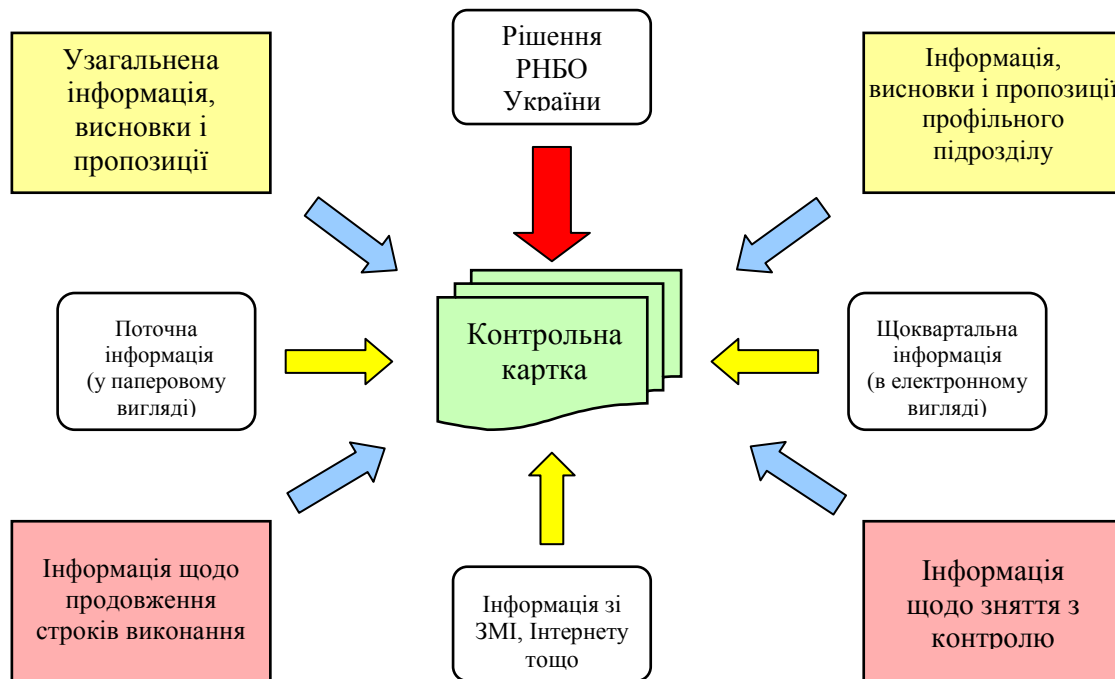 Узагальнена
інформація,
висновки і
пропозиції
Рішення
РНБО
України
Інформація,
висновки і пропозиції
профільного
підрозділу
Поточна
інформація
(у паперовому
вигляді)
Контрольна
картка
Щоквартальна
інформація
(в електронному
вигляді)
Інформація щодо
продовження
строків виконання
Інформація зі
ЗМІ, Інтернету
тощо
Інформація
щодо зняття з
контролю